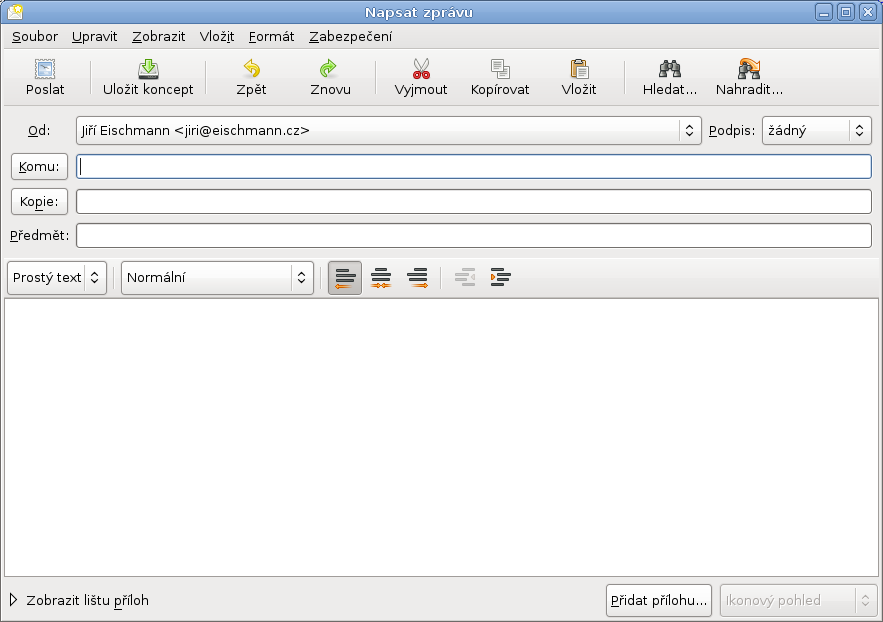 Napsat zprávu
Soubor Upravit Zobrazit Vložit Formát Zabezpečení
Poslat Uložit koncept Zpět Znovu Vyjmout Kopírovat Vložit Hledat... Nahradit...
Od: Jiří Eischmann <jiri@eischmann.cz> Podpis: žádný
Komu:
Kopie:
Předmět:
Prostý text Normální
Zobrazit lištu příloh Přidat přílohu... Ikonový pohled